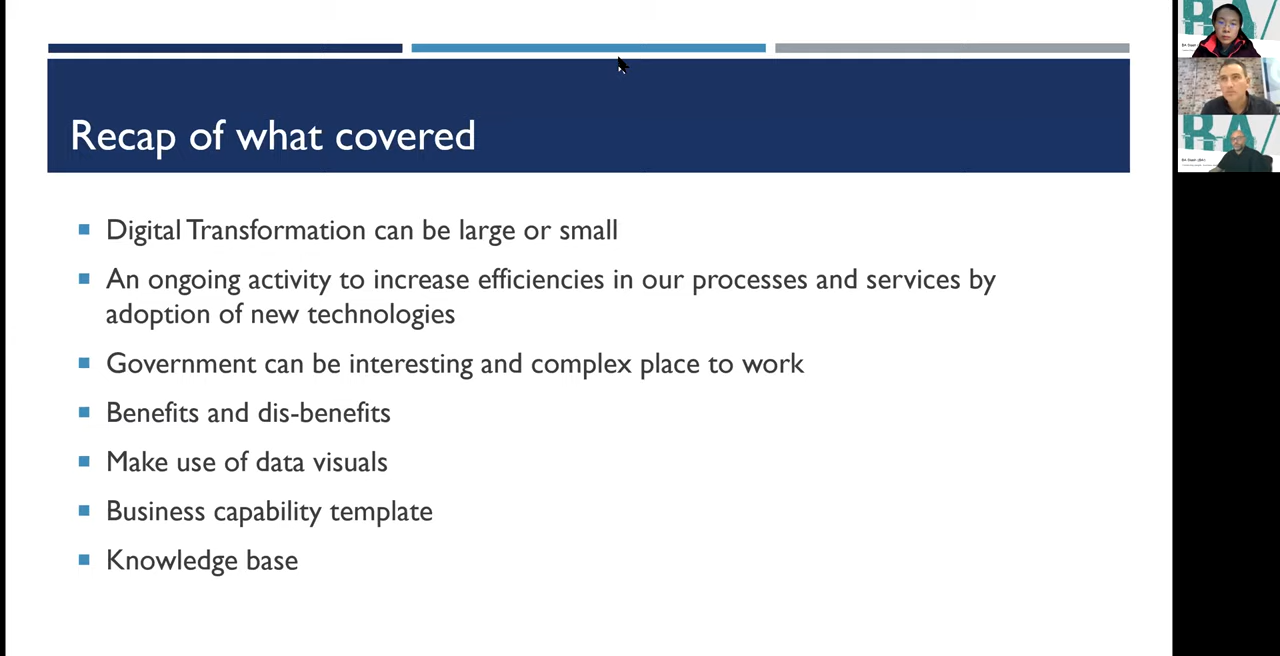 Recap of what covered
Digital Transformation can be large or small
An ongoing activity to increase efficiencies in our processes and services by
adoption of new technologies
Government can be interesting and complex place to work
Benefits and dis-benefits
Make use of data visuals
Business capability template
Knowledge base
BA/
BA/